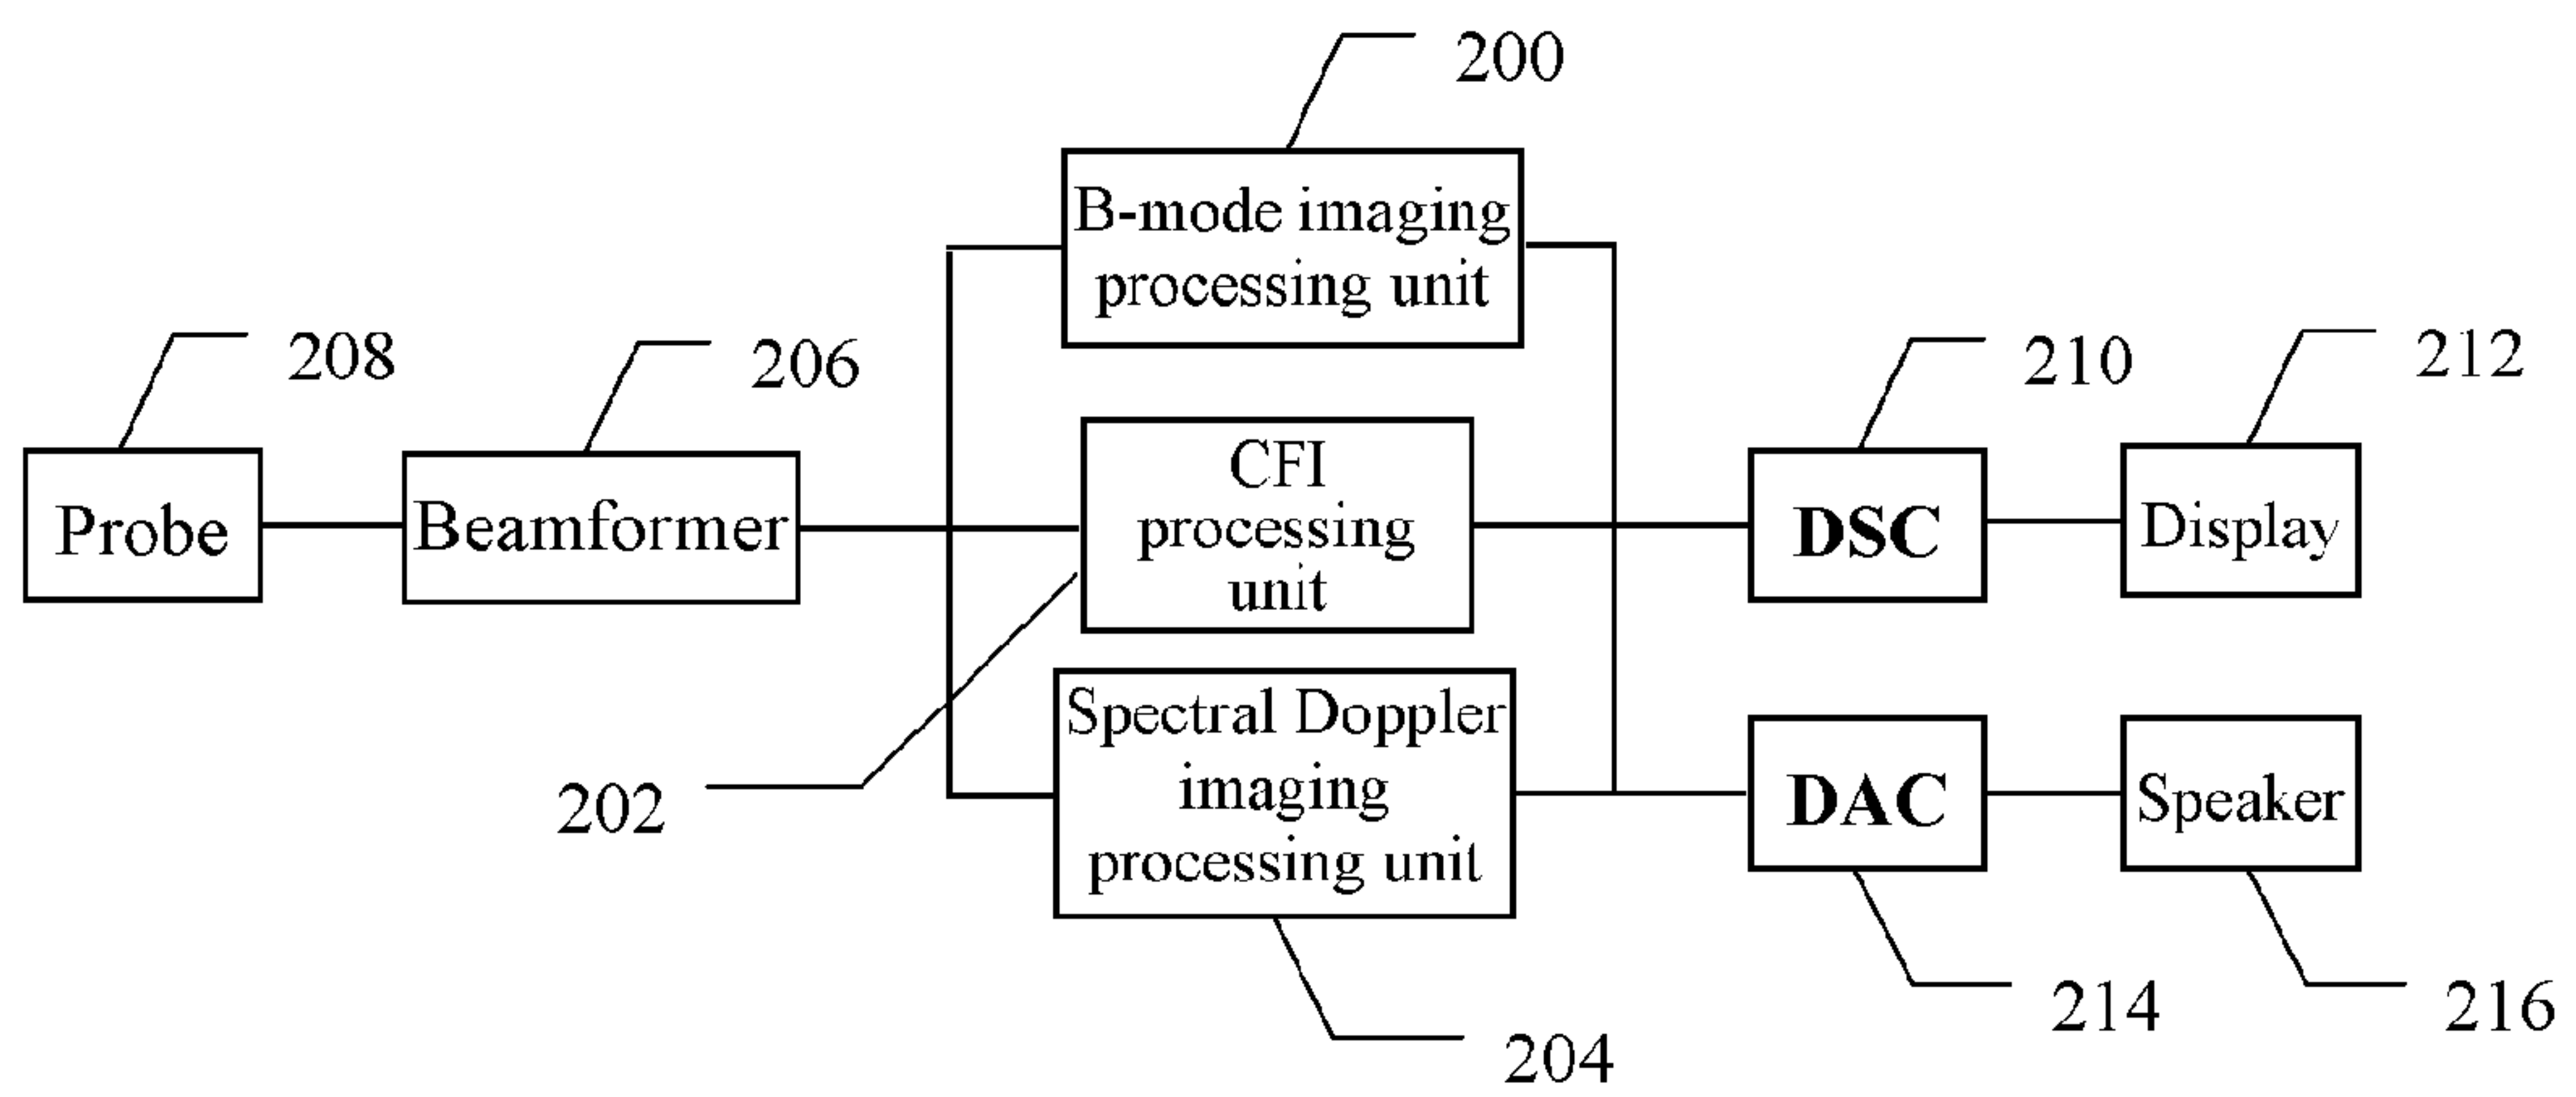 200
B-mode imaging
processing unit
208
206
210
212
Probe
Beamformer
CFI
processing
unit
DSC
Display
202
Spectral Doppler
imaging
processing unit
DAC
Speaker
204
214
216